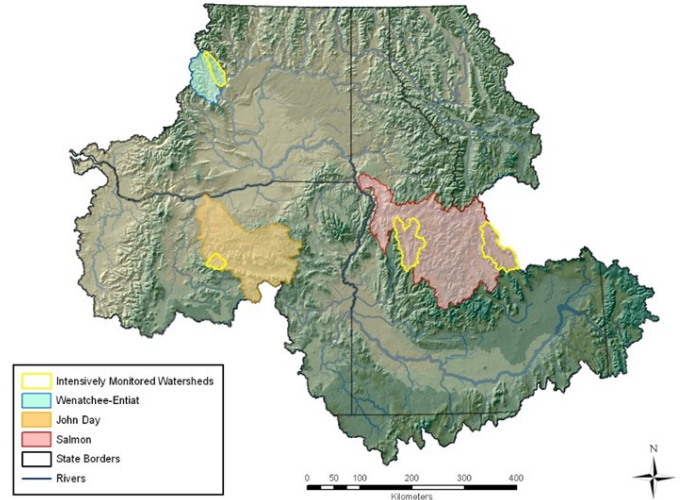 Intensively Monitored Watersheds
Wenatchee-Entiat
John Day
Salmon
State Borders
Rivers
N
0 50 100 200 300 400
Kilometers